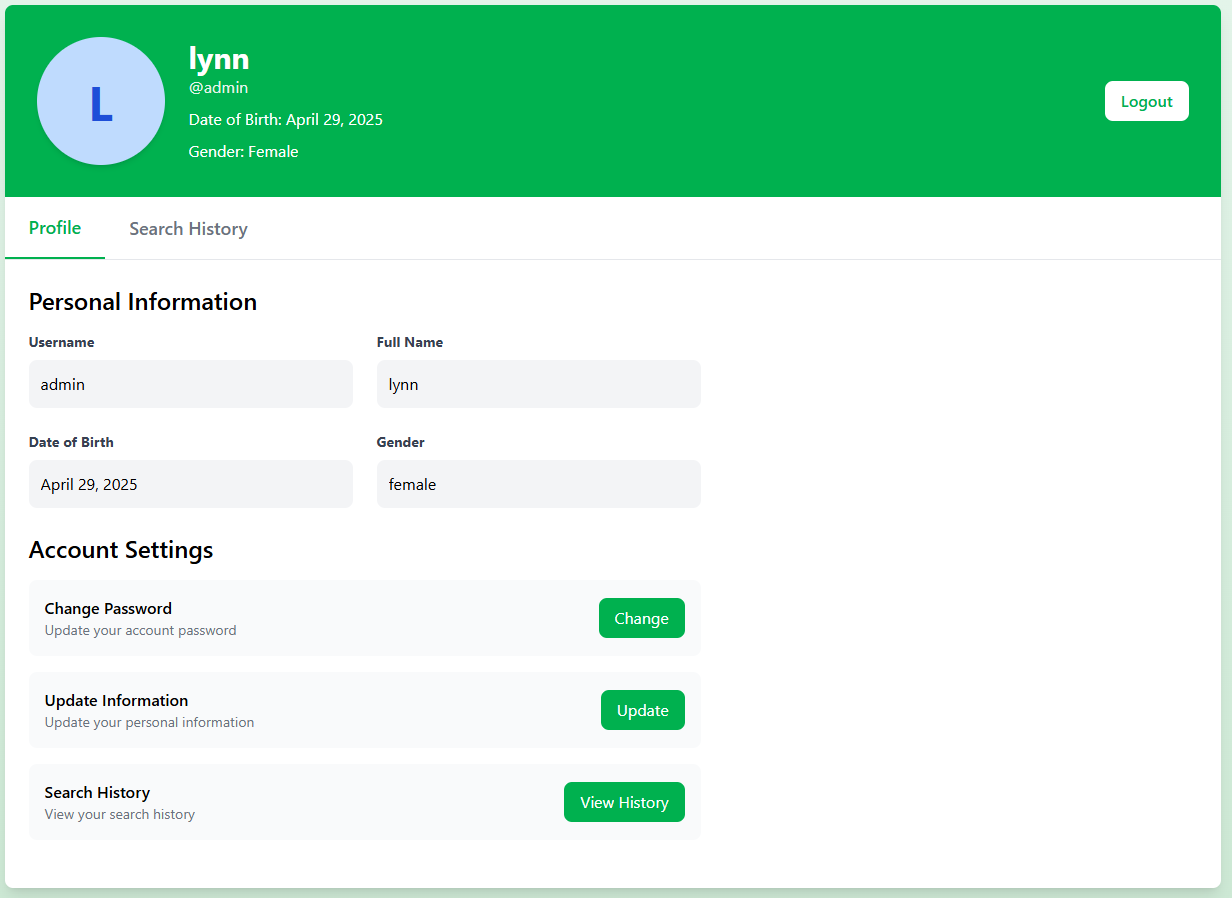 L
lynn
@admin
Date of Birth: April 29, 2025
Gender: Female
Logout
Profile
Search History
Personal Information
Username
Full Name
admin
lynn
Date of Birth
Gender
April 29, 2025
female
Account Settings
Change Password
Update your account password
Change
Update Information
Update your personal information
Update
Search History
View your search history
View History